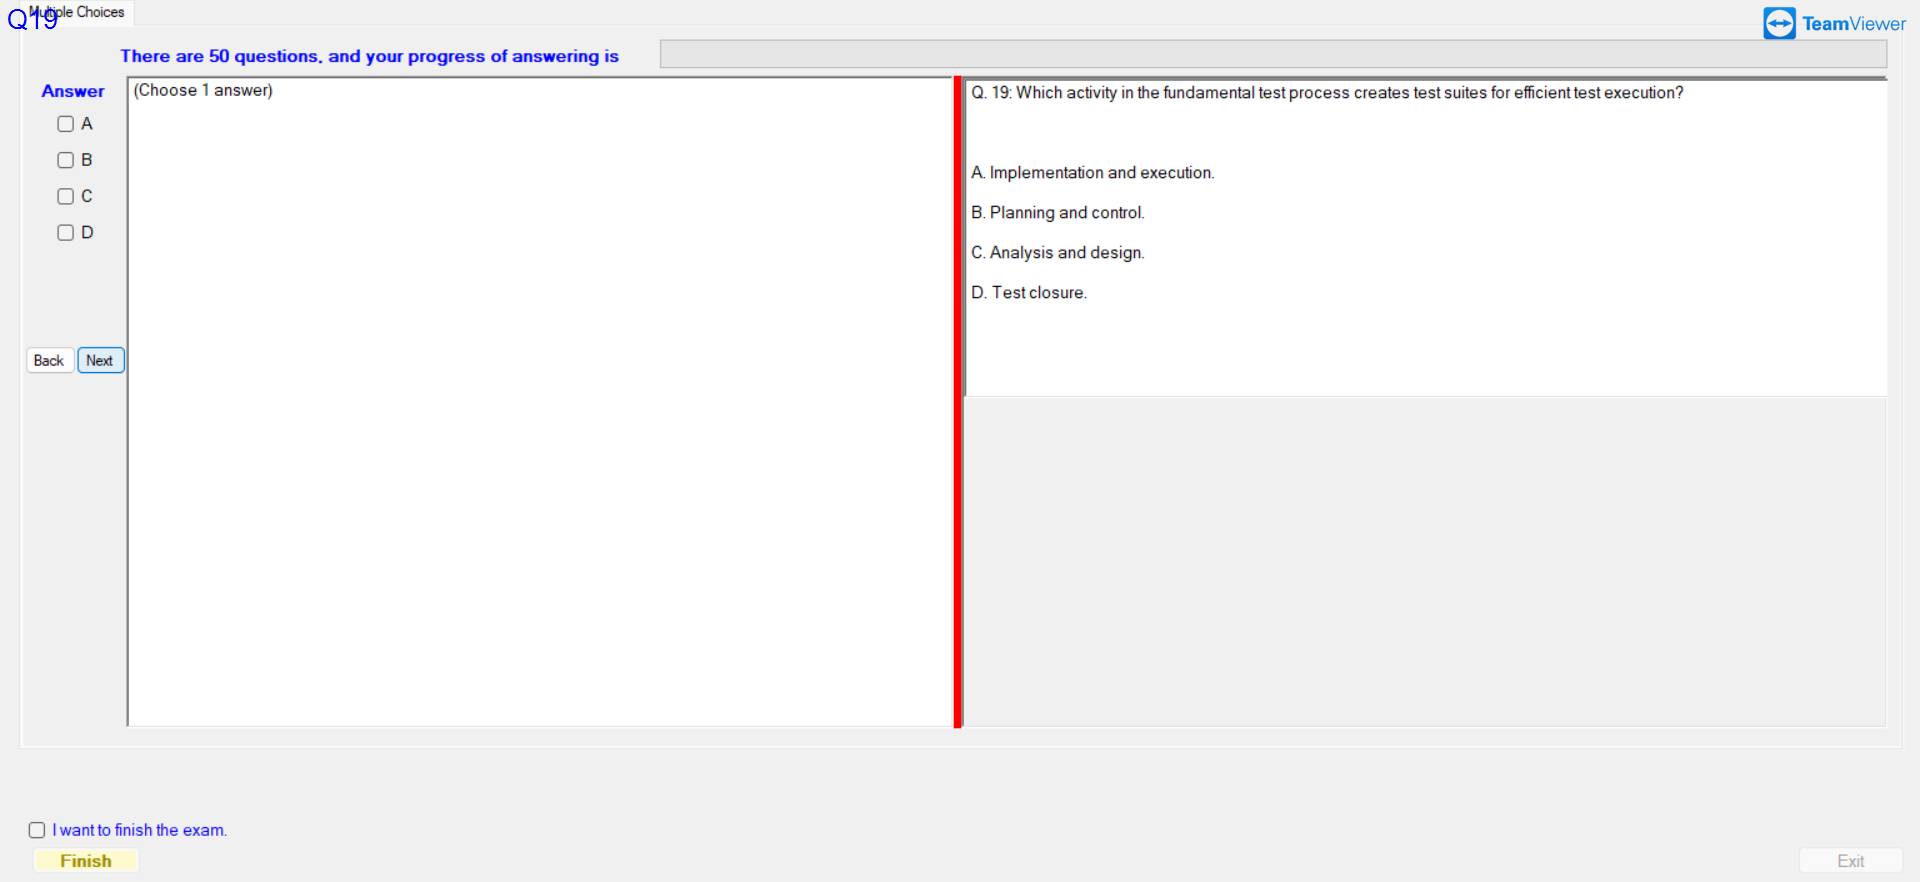 Multiple Choices
Q19
TeamViewer
There are 50 questions, and your progress of answering is
Answer
(Choose 1 answer)
A
B
C
D
Back
Next
Q. 19: Which activity in the fundamental test process creates test suites for efficient test execution?
A. Implementation and execution.
B. Planning and control.
C. Analysis and design.
D. Test closure.
I want to finish the exam.
Finish
Exit